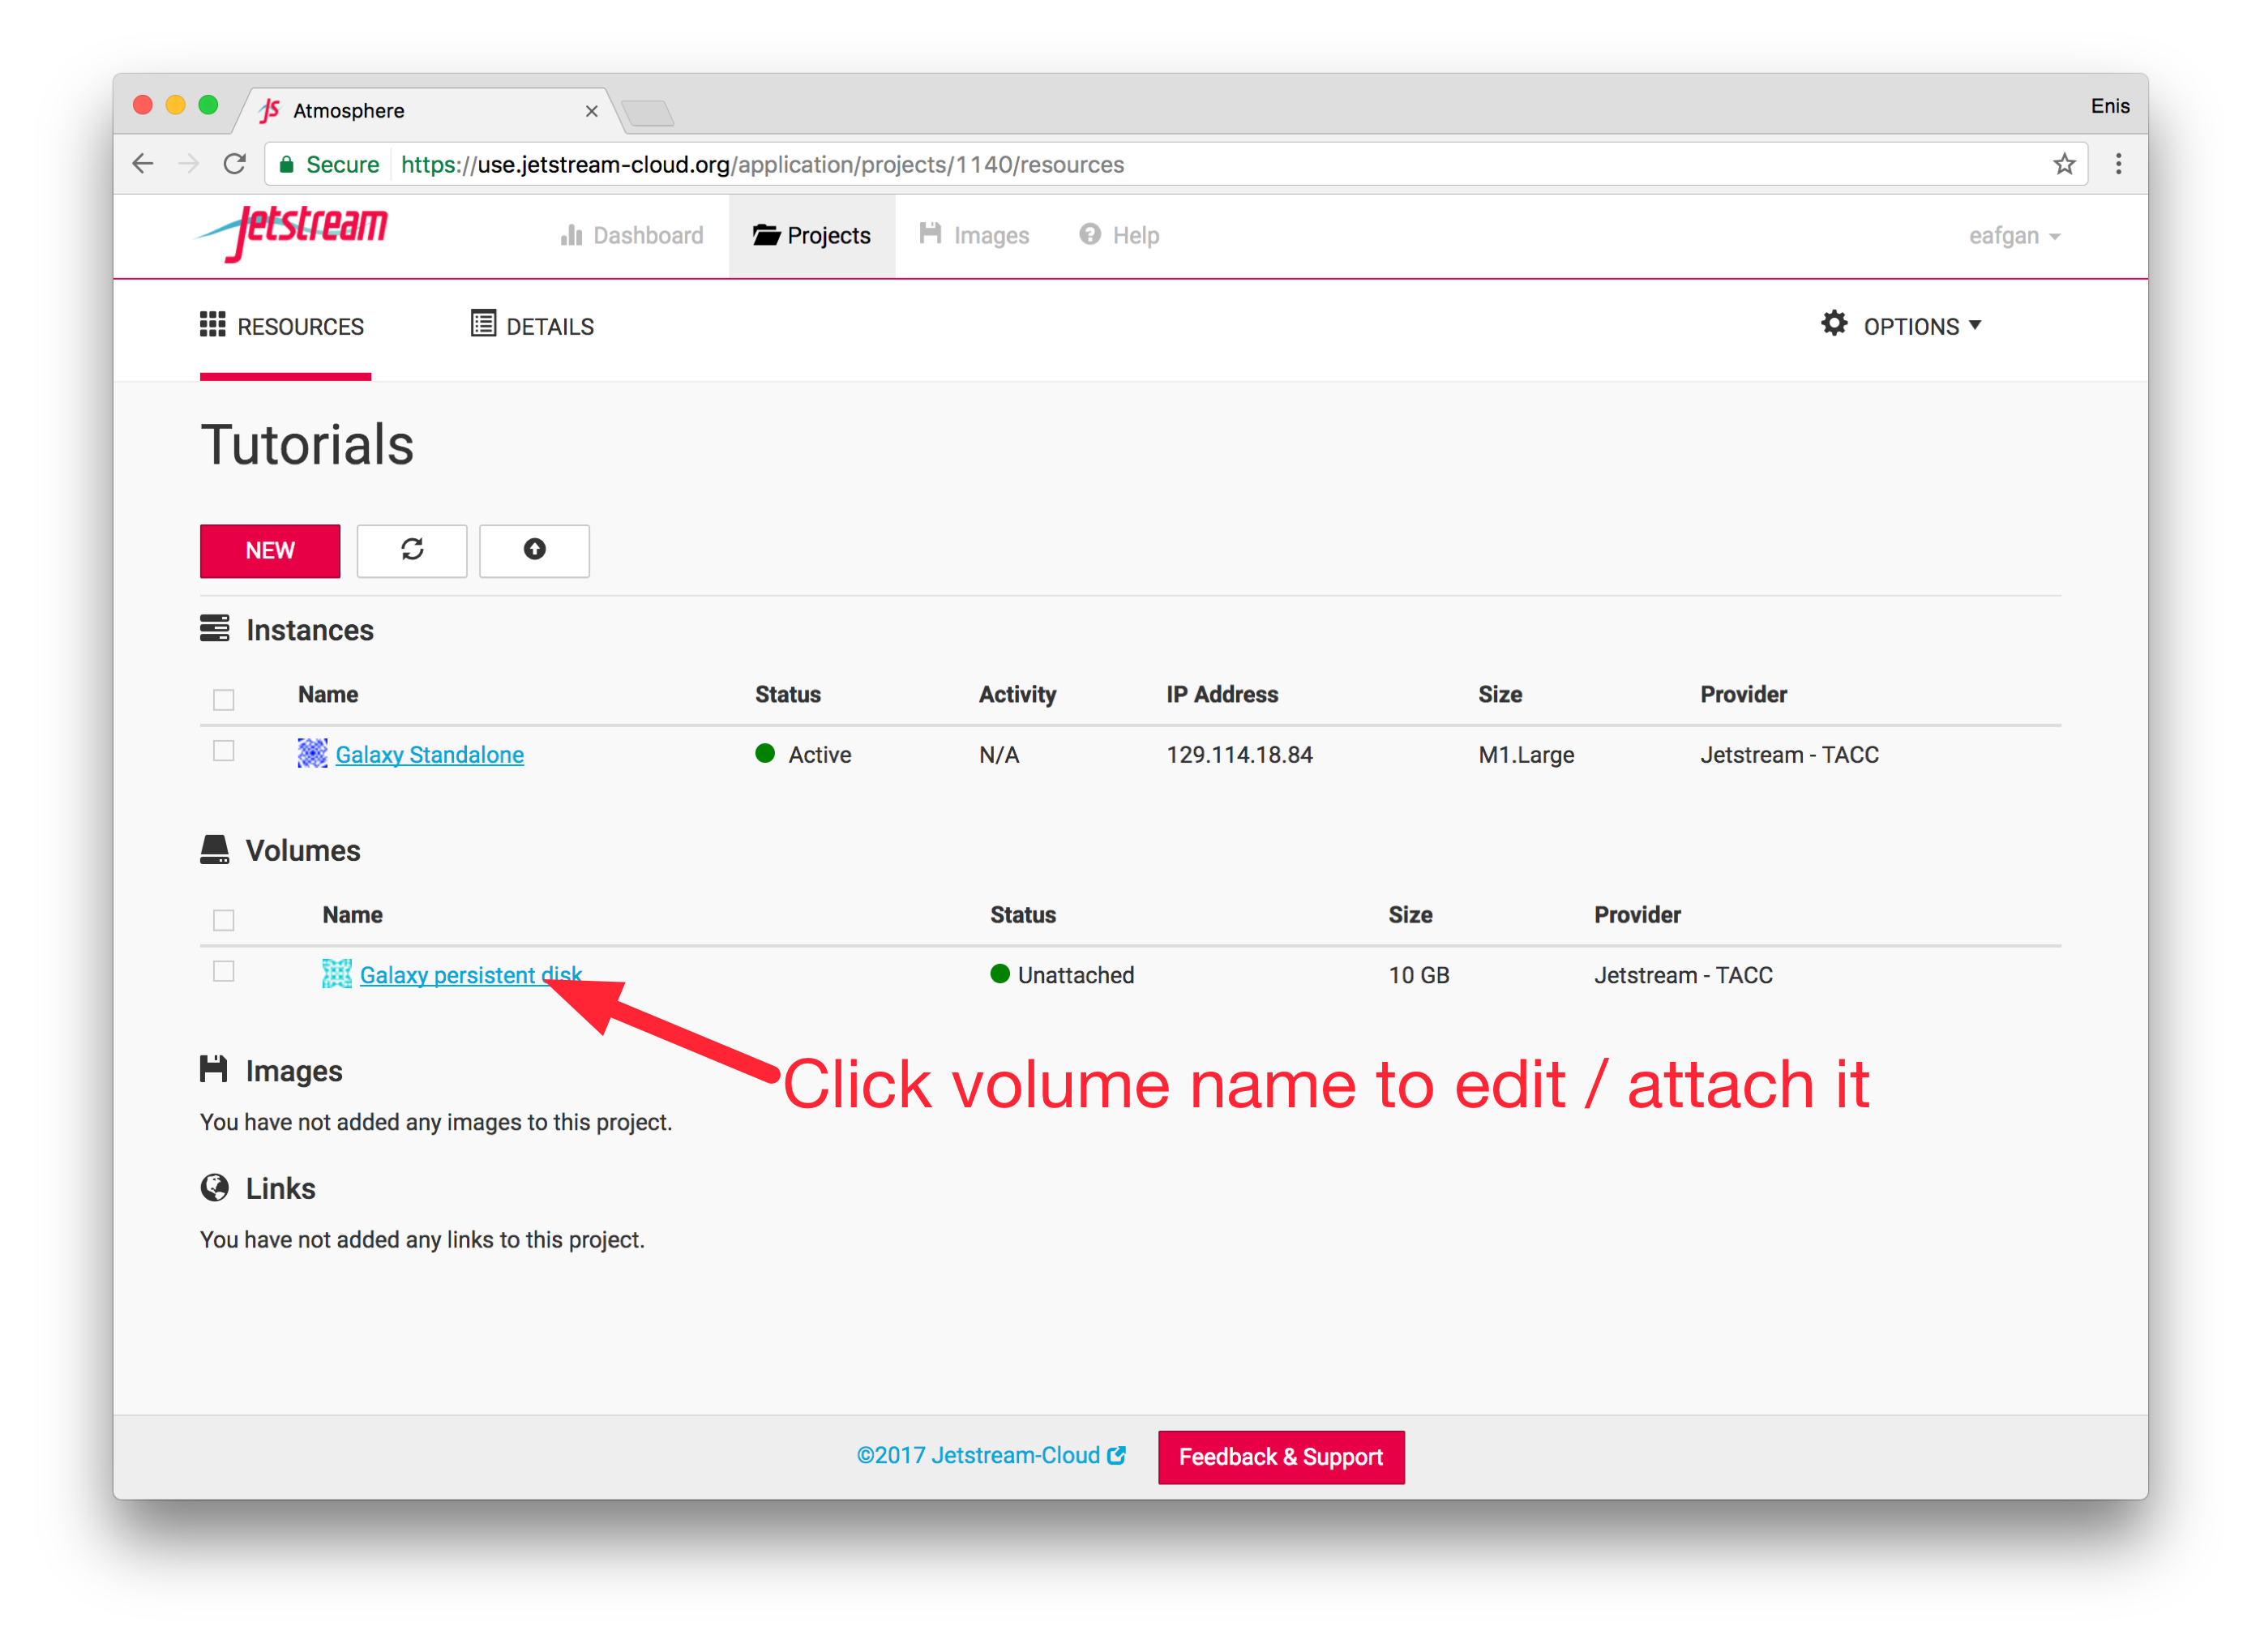 Atmosphere
Enis
Secure https://use.jetstream-cloud.org/application/projects/1140/resources
Jetstream Dashboard Projects Images Help eafgan
RESOURCES DETAILS OPTIONS
Tutorials
NEW
Instances
Name Status Activity IP Address Size Provider
Galaxy Standalone Active N/A 129.114.18.84 M1.Large Jetstream - TACC
Volumes
Name Status Size Provider
Galaxy persistent disk Unattached 10 GB Jetstream - TACC
Click volume name to edit / attach it
Images
You have not added any images to this project.
Links
You have not added any links to this project.
©2017 Jetstream-Cloud Feedback & Support